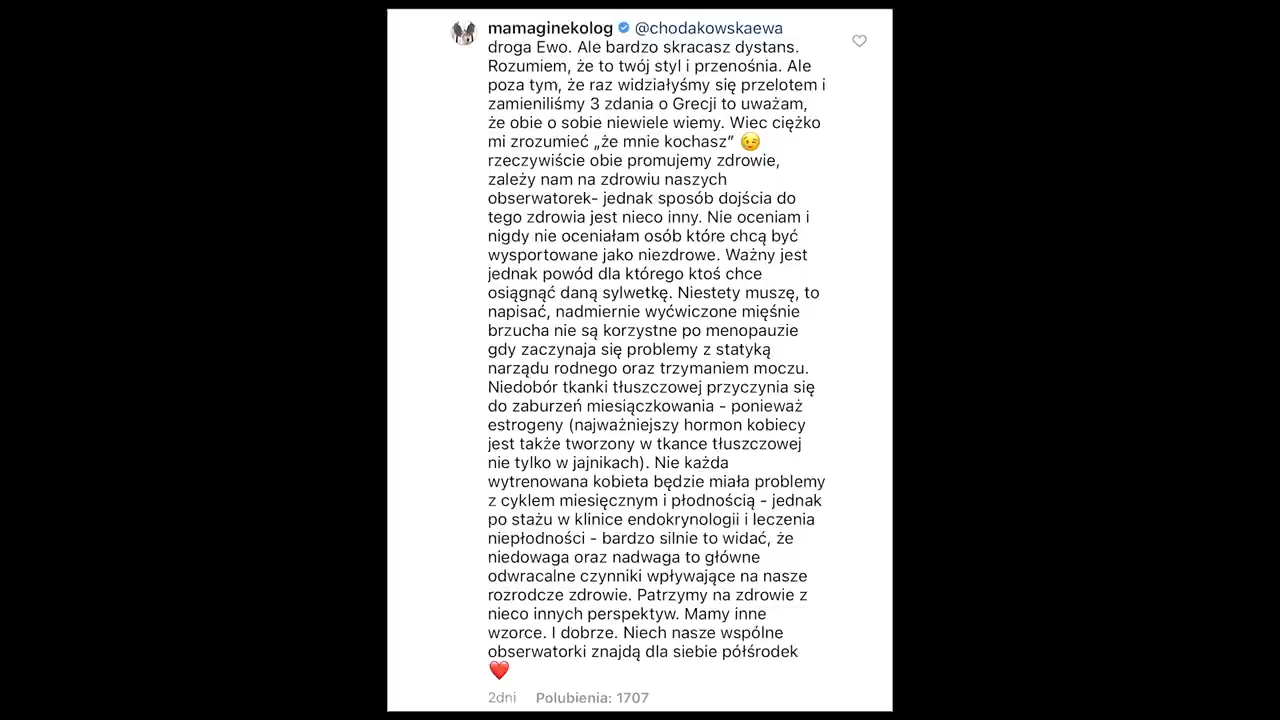 mamaginekolog @chodakowskaewa
droga Ewo. Ale bardzo skracasz dystans.
Rozumiem, że to twój styl i przenośnia. Ale
poza tym, że raz widziałyśmy się przelotem i
zamieniliśmy 3 zdania o Grecji to uważam,
że obie o sobie niewiele wiemy. Wiec ciężko
mi zrozumieć „że mnie kochasz” 😉
rzeczywiście obie promujemy zdrowie,
zależy nam na zdrowiu naszych
obserwatorek- jednak sposób dojścia do
tego zdrowia jest nieco inny. Nie oceniam i
nigdy nie oceniałam osób które chcą być
wysportowane jako niezdrowe. Ważny jest
jednak powód dla którego ktoś chce
osiągnąć daną sylwetkę. Niestety muszę, to
napisać, nadmiernie wyćwiczone mięśnie
brzucha nie są korzystne po menopauzie
gdy zaczynaja się problemy z statyką
narządu rodnego oraz trzymaniem moczu.
Niedobór tkanki tłuszczowej przyczynia się
do zaburzeń miesiączkowania - ponieważ
estrogeny (najważniejszy hormon kobiecy
jest także tworzony w tkance tłuszczowej
nie tylko w jajnikach). Nie każda
wytrenowana kobieta będzie miała problemy
z cyklem miesięcznym i płodnością - jednak
po stażu w klinice endokrynologii i leczenia
niepłodności - bardzo silnie to widać, że
niedowaga oraz nadwaga to główne
odwracalne czynniki wpływające na nasze
rozrodcze zdrowie. Patrzymy na zdrowie z
nieco innych perspektyw. Mamy inne
wzorce. I dobrze. Niech nasze wspólne
obserwatorki znajdą dla siebie półśrodek
❤️
2dni Polubienia: 1707